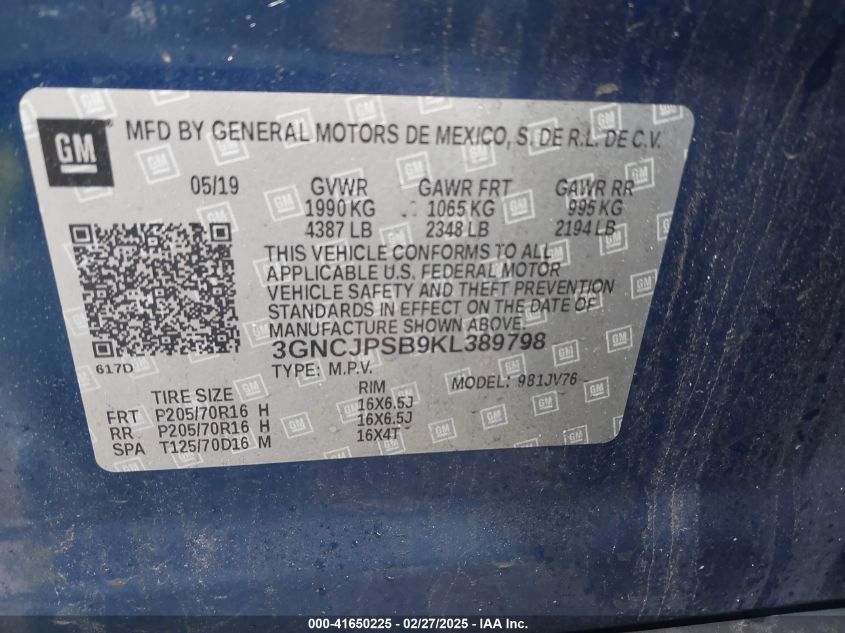 GM ® MFD BY GENERAL MOTORS DE MEXICO, S. DE R.L. DE C.V.
05/19 GVWR GAWR FRT GAWR RR
1990 KG 1065 KG 995 KG
4387 LB 2348 LB 2194 LB
THIS VEHICLE CONFORMS TO ALL
APPLICABLE U.S. FEDERAL MOTOR
VEHICLE SAFETY AND THEFT PREVENTION
STANDARDS IN EFFECT ON THE DATE OF
MANUFACTURE SHOWN ABOVE.
617D 3GNCJPSB9KL389798
TYPE: M.P.V. MODEL: 981JV76
TIRE SIZE RIM
FRT P205/70R16 H 16X6.5J
RR P205/70R16 H 16X6.5J
SPA T125/70D16 M 16X4T
000-41650225 - 02/27/2025 - IAAI.com